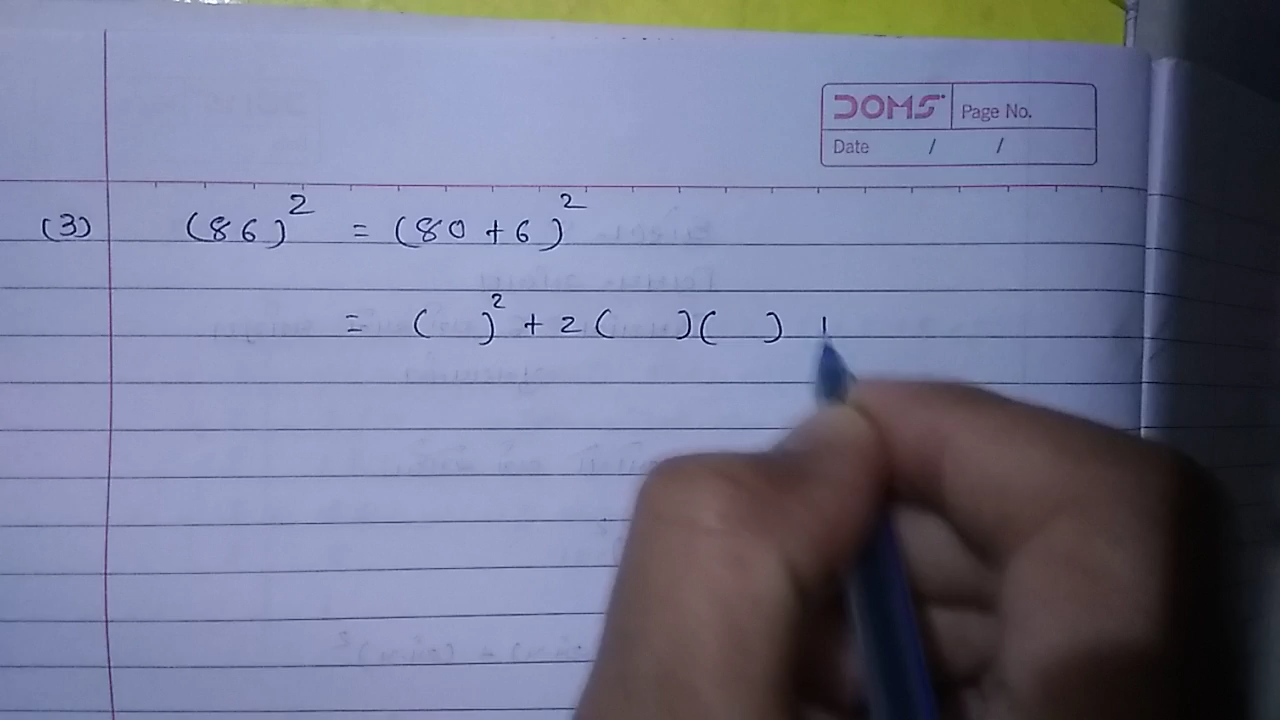 DOMS Page No.
Date / /
(3) (86)² = (80+6)²
= ( )² + 2 ( )( )